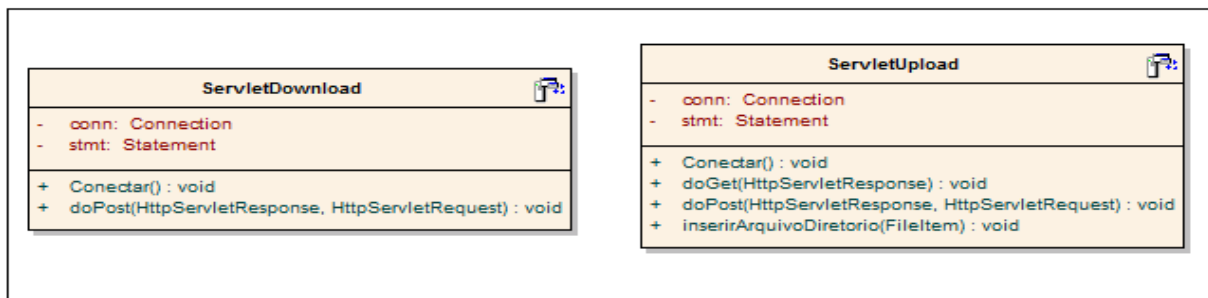 ServletDownload
- conn: Connection
- stmt: Statement
+ Conectar() : void
+ doPost(HttpServletResponse, HttpServletRequest) : void
ServletUpload
- conn: Connection
- stmt: Statement
+ Conectar() : void
+ doGet(HttpServletResponse) : void
+ doPost(HttpServletResponse, HttpServletRequest) : void
+ inserirArquivoDiretorio(FileItem) : void